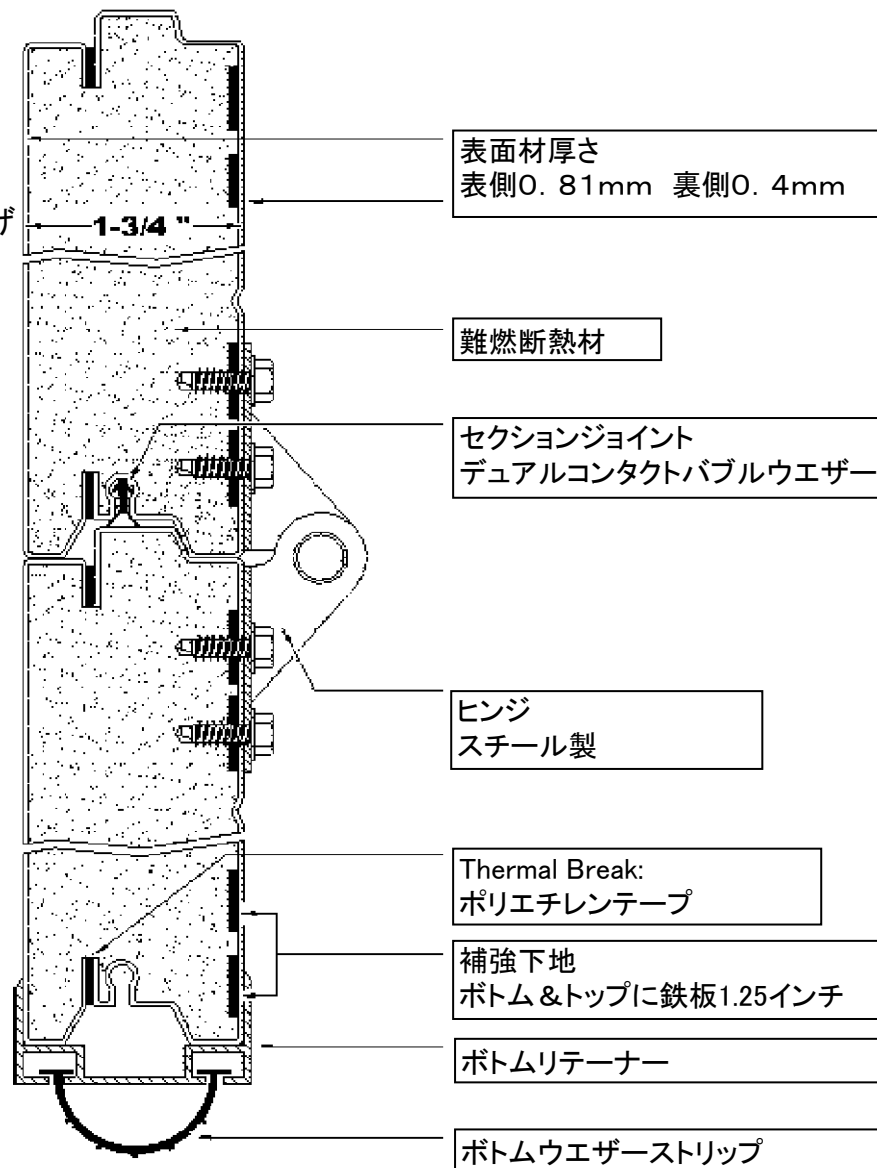 表面材厚さ
表側0．81mm 裏側0．4mm
げ
1-3/4 "
難燃断熱材
セクションジョイント
デュアルコンタクトバブルウエザー
ヒンジ
スチール製
Thermal Break:
ポリエチレンテープ
補強下地
ボトム＆トップに鉄板1.25インチ
ボトムリテーナー
ボトムウエザーストリップ